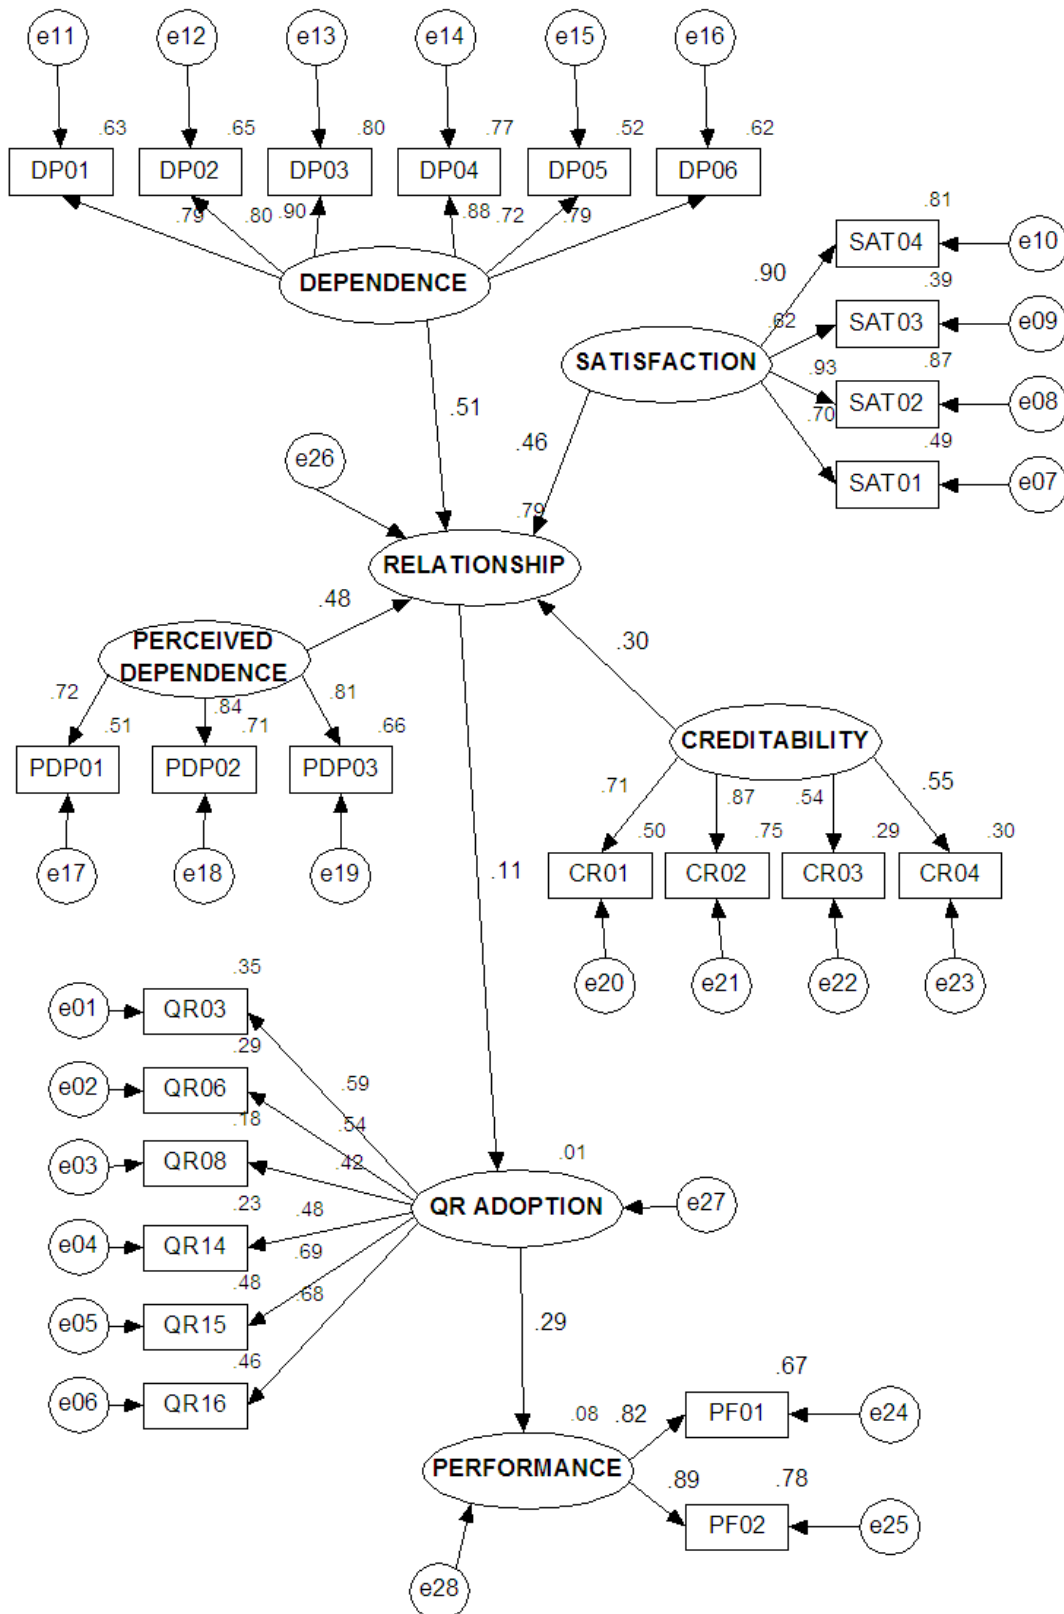 e11 e12 e13 e14 e15 e16
.63 .65 .80 .77 .52 .62
DP01 DP02 DP03 DP04 DP05 DP06
.79 .80 .90 .88 .72 .79
DEPENDENCE
.81
SAT04 e10
.90
.39
SAT03 e09
.62
SATISFACTION
.87
.93
SAT02 e08
.70
.49
SAT01 e07
.51
.46
e26
.79
RELATIONSHIP
.48
.30
PERCEIVED
DEPENDENCE
.72 .84 .81
.51 .71 .66
PDP01 PDP02 PDP03
e17 e18 e19
CREDITABILITY
.71 .87 .54 .55
.50 .75 .29 .30
CR01 CR02 CR03 CR04
e20 e21 e22 e23
.11
.35
e01 QR03
.29
.59
e02 QR06
.18
.54
e03 QR08
.42
.01
QR ADOPTION e27
.23
.48
e04 QR14
.69
.48
.68
e05 QR15
.46
e06 QR16
.29
.67
.08 .82
PF01 e24
PERFORMANCE
.89
.78
PF02 e25
e28